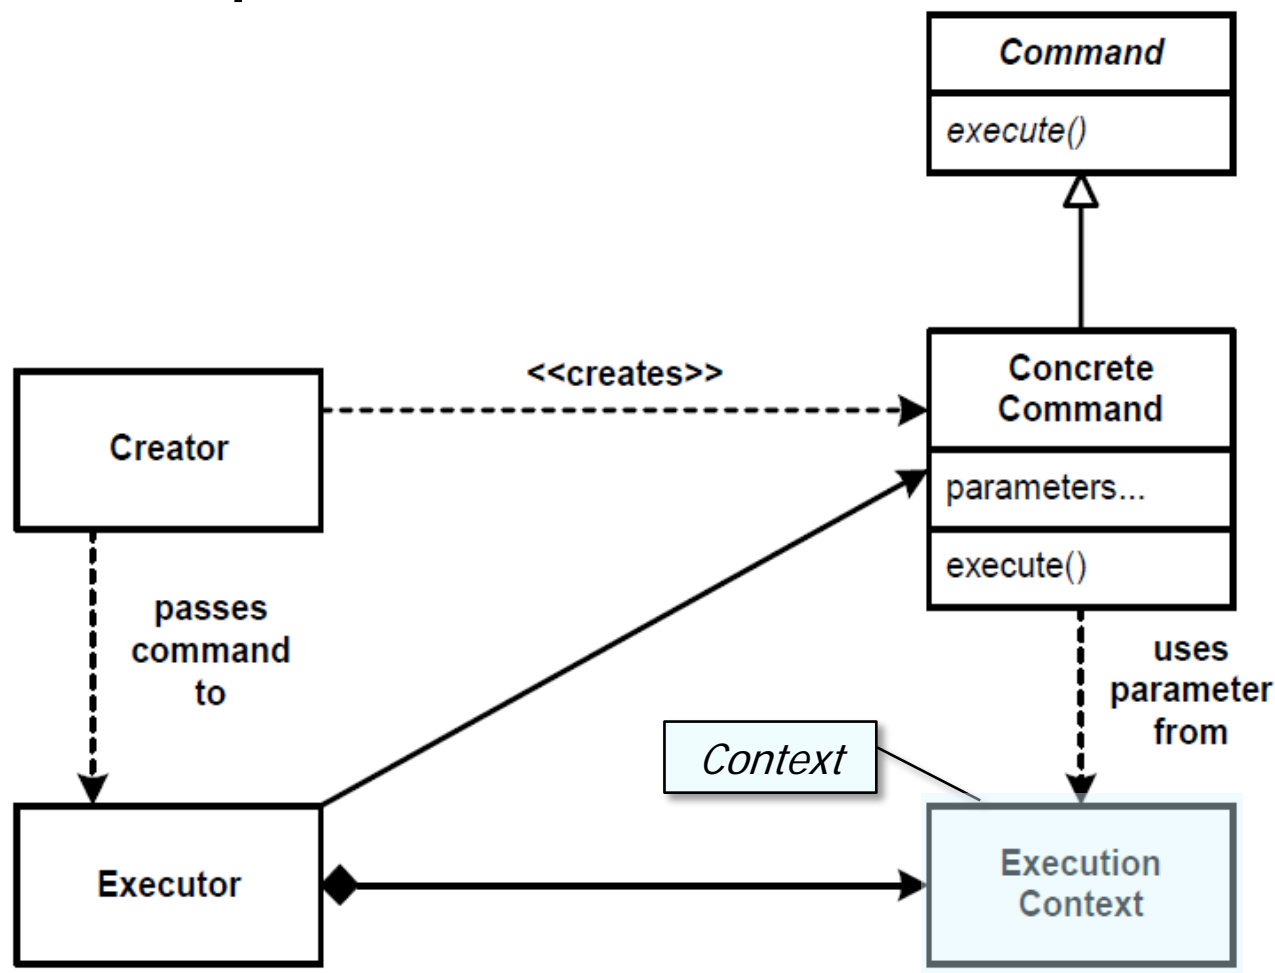 Command
execute()
<<creates>>
Concrete
Command
Creator
parameters...
execute()
passes
command
to
uses
parameter
from
Context
Executor
Execution
Context